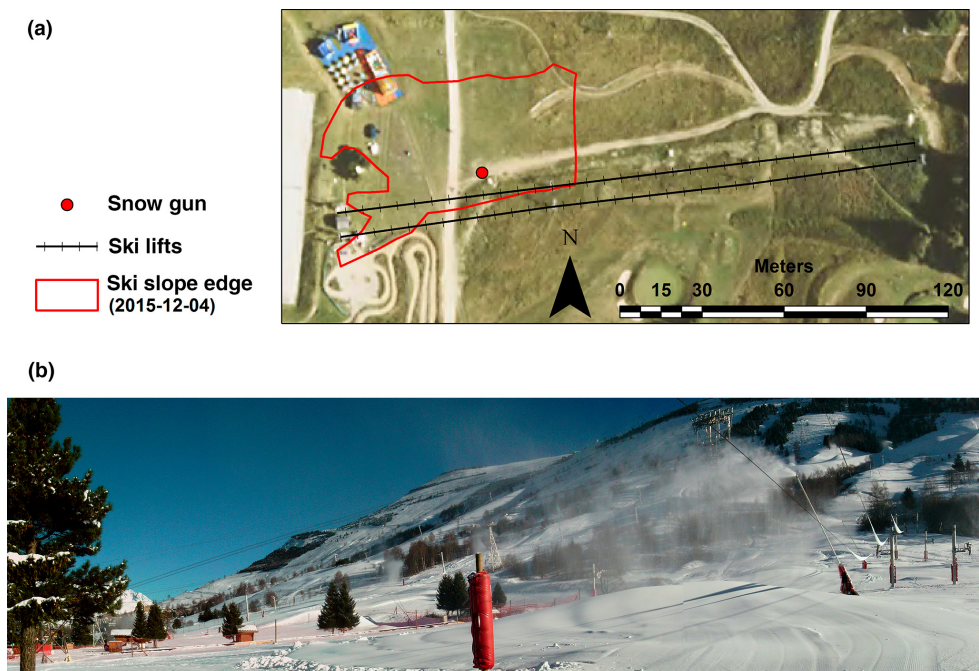 (a)
Snow gun
Ski lifts
Ski slope edge
(2015-12-04)
N
Meters
0 15 30 60 90 120
(b)